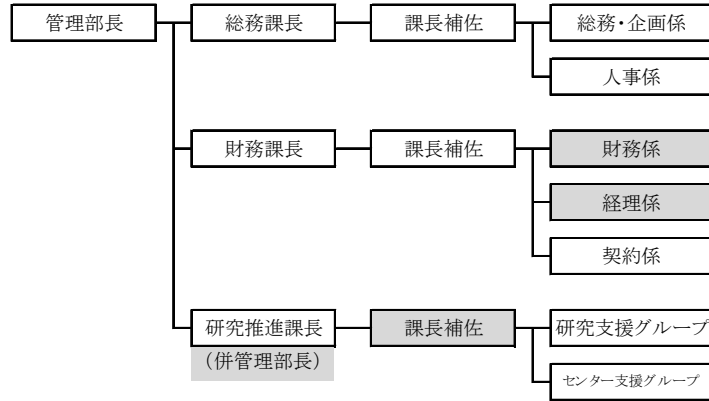 管理部長
総務課長
課長補佐
総務・企画係
人事係
財務課長
課長補佐
財務係
経理係
契約係
研究推進課長
（併管理部長）
課長補佐
研究支援グループ
センター支援グループ